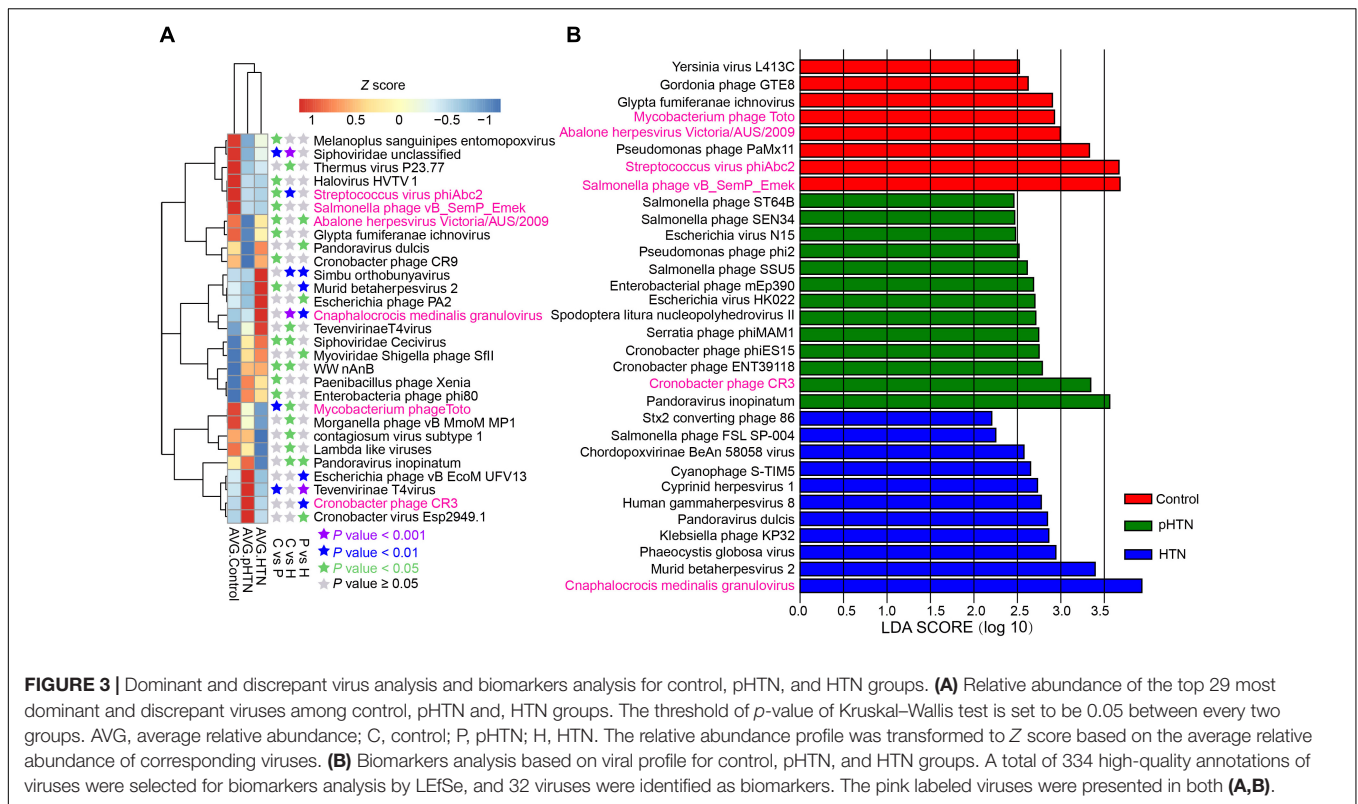 A
Z score
1
0.5
0
−0.5
−1
Melanoplus sanguinipes entomopoxvirus
Siphoviridae unclassified
Thermus virus P23.77
Halovirus HVTV 1
Streptococcus virus phiAbc2
Salmonella phage vB_SemP_Emek
Abalone herpesvirus Victoria/AUS/2009
Glypta fumiferanae ichnovirus
Pandoravirus dulcis
Cronobacter phage CR9
Simbu orthobunyavirus
Murid betaherpesvirus 2
Escherichia phage PA2
Cnaphalocrocis medinalis granulovirus
TevenvirinaeT4virus
Siphoviridae Cecivirus
Myoviridae Shigella phage SfII
WW nAnB
Paenibacillus phage Xenia
Enterobacteria phage phi80
Mycobacterium phageToto
Morganella phage vB MmoM MP1
contagiosum virus subtype 1
Lambda like viruses
Pandoravirus inopinatum
Escherichia phage vB EcoM UFV13
Tevenvirinae T4virus
Cronobacter phage CR3
Cronobacter virus Esp2949.1
AVG.Control
AVG.pHTN
AVG.HTN
C vs P
C vs H
P vs H
P value < 0.001
P value < 0.01
P value < 0.05
P value ≥ 0.05
B
Yersinia virus L413C
Gordonia phage GTE8
Glypta fumiferanae ichnovirus
Mycobacterium phage Toto
Abalone herpesvirus Victoria/AUS/2009
Pseudomonas phage PaMx11
Streptococcus virus phiAbc2
Salmonella phage vB_SemP_Emek
Salmonella phage ST64B
Salmonella phage SEN34
Escherichia virus N15
Pseudomonas phage phi2
Salmonella phage SSU5
Enterobacterial phage mEp390
Escherichia virus HK022
Spodoptera litura nucleopolyhedrovirus II
Serratia phage phiMAM1
Cronobacter phage phiES15
Cronobacter phage ENT39118
Cronobacter phage CR3
Pandoravirus inopinatum
Stx2 converting phage 86
Salmonella phage FSL SP-004
Chordopoxvirinae BeAn 58058 virus
Cyanophage S-TIM5
Cyprinid herpesvirus 1
Human gammaherpesvirus 8
Pandoravirus dulcis
Klebsiella phage KP32
Phaeocystis globosa virus
Murid betaherpesvirus 2
Cnaphalocrocis medinalis granulovirus
0.0 0.5 1.0 1.5 2.0 2.5 3.0 3.5
LDA SCORE (log 10)
Control
pHTN
HTN
FIGURE 3 | Dominant and discrepant virus analysis and biomarkers analysis for control, pHTN, and HTN groups. (A) Relative abundance of the top 29 most
dominant and discrepant viruses among control, pHTN and, HTN groups. The threshold of p-value of Kruskal–Wallis test is set to be 0.05 between every two
groups. AVG, average relative abundance; C, control; P, pHTN; H, HTN. The relative abundance profile was transformed to Z score based on the average relative
abundance of corresponding viruses. (B) Biomarkers analysis based on viral profile for control, pHTN, and HTN groups. A total of 334 high-quality annotations of
viruses were selected for biomarkers analysis by LEfSe, and 32 viruses were identified as biomarkers. The pink labeled viruses were presented in both (A,B).